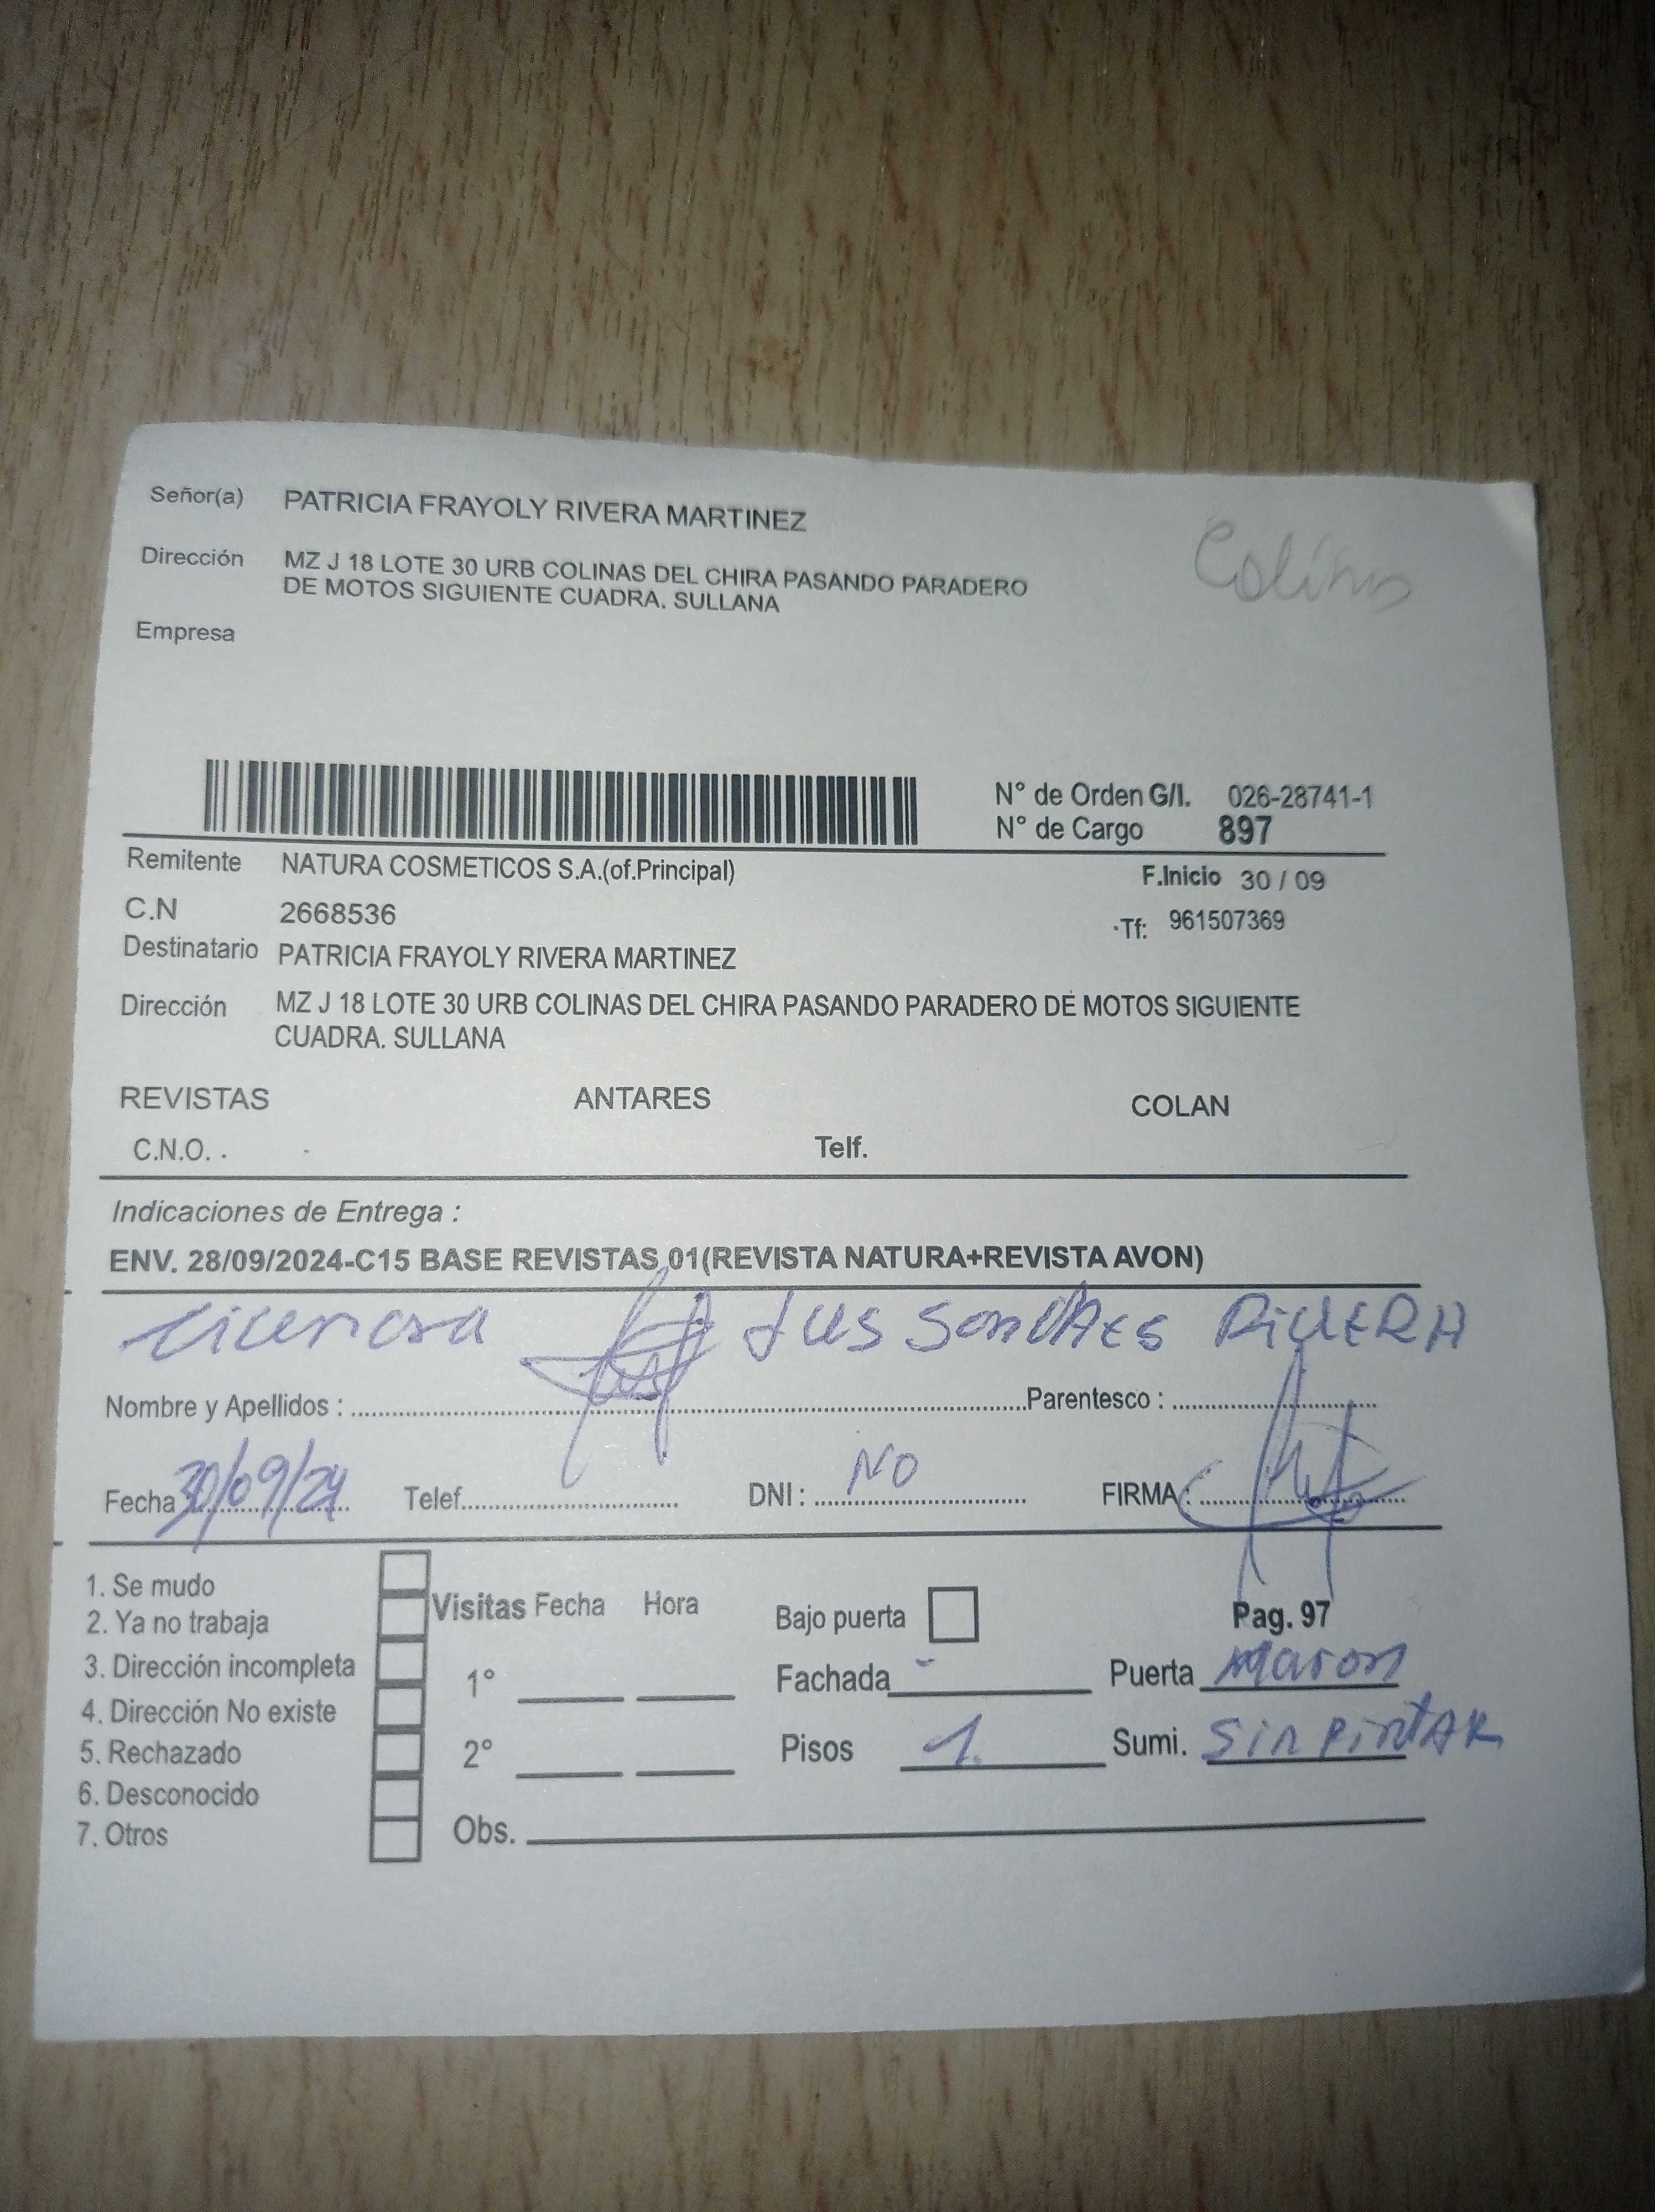 Señor(a) PATRICIA FRAYOLY RIVERA MARTINEZ
Dirección MZ J 18 LOTE 30 URB COLINAS DEL CHIRA PASANDO PARADERO
DE MOTOS SIGUIENTE CUADRA. SULLANA
Empresa
N° de Orden G/I. 026-28741-1
N° de Cargo 897
Remitente NATURA COSMETICOS S.A.(of.Principal) F.Inicio 30 / 09
C.N 2668536 Tf: 961507369
Destinatario PATRICIA FRAYOLY RIVERA MARTINEZ
Dirección MZ J 18 LOTE 30 URB COLINAS DEL CHIRA PASANDO PARADERO DE MOTOS SIGUIENTE
CUADRA. SULLANA
REVISTAS ANTARES COLAN
C.N.O. . Telf.
Indicaciones de Entrega :
ENV. 28/09/2024-C15 BASE REVISTAS 01(REVISTA NATURA+REVISTA AVON)
RIVERA
Nombre y Apellidos : Parentesco :
Fecha 30/09/24 Telef. DNI : NO FIRMA :
1. Se mudo
2. Ya no trabaja
3. Dirección incompleta
4. Dirección No existe
5. Rechazado
6. Desconocido
7. Otros
Visitas Fecha Hora
1°
2°
Obs.
Bajo puerta Pag. 97
Fachada - Puerta Maron
Pisos 1. Sumi. Sin PintAR